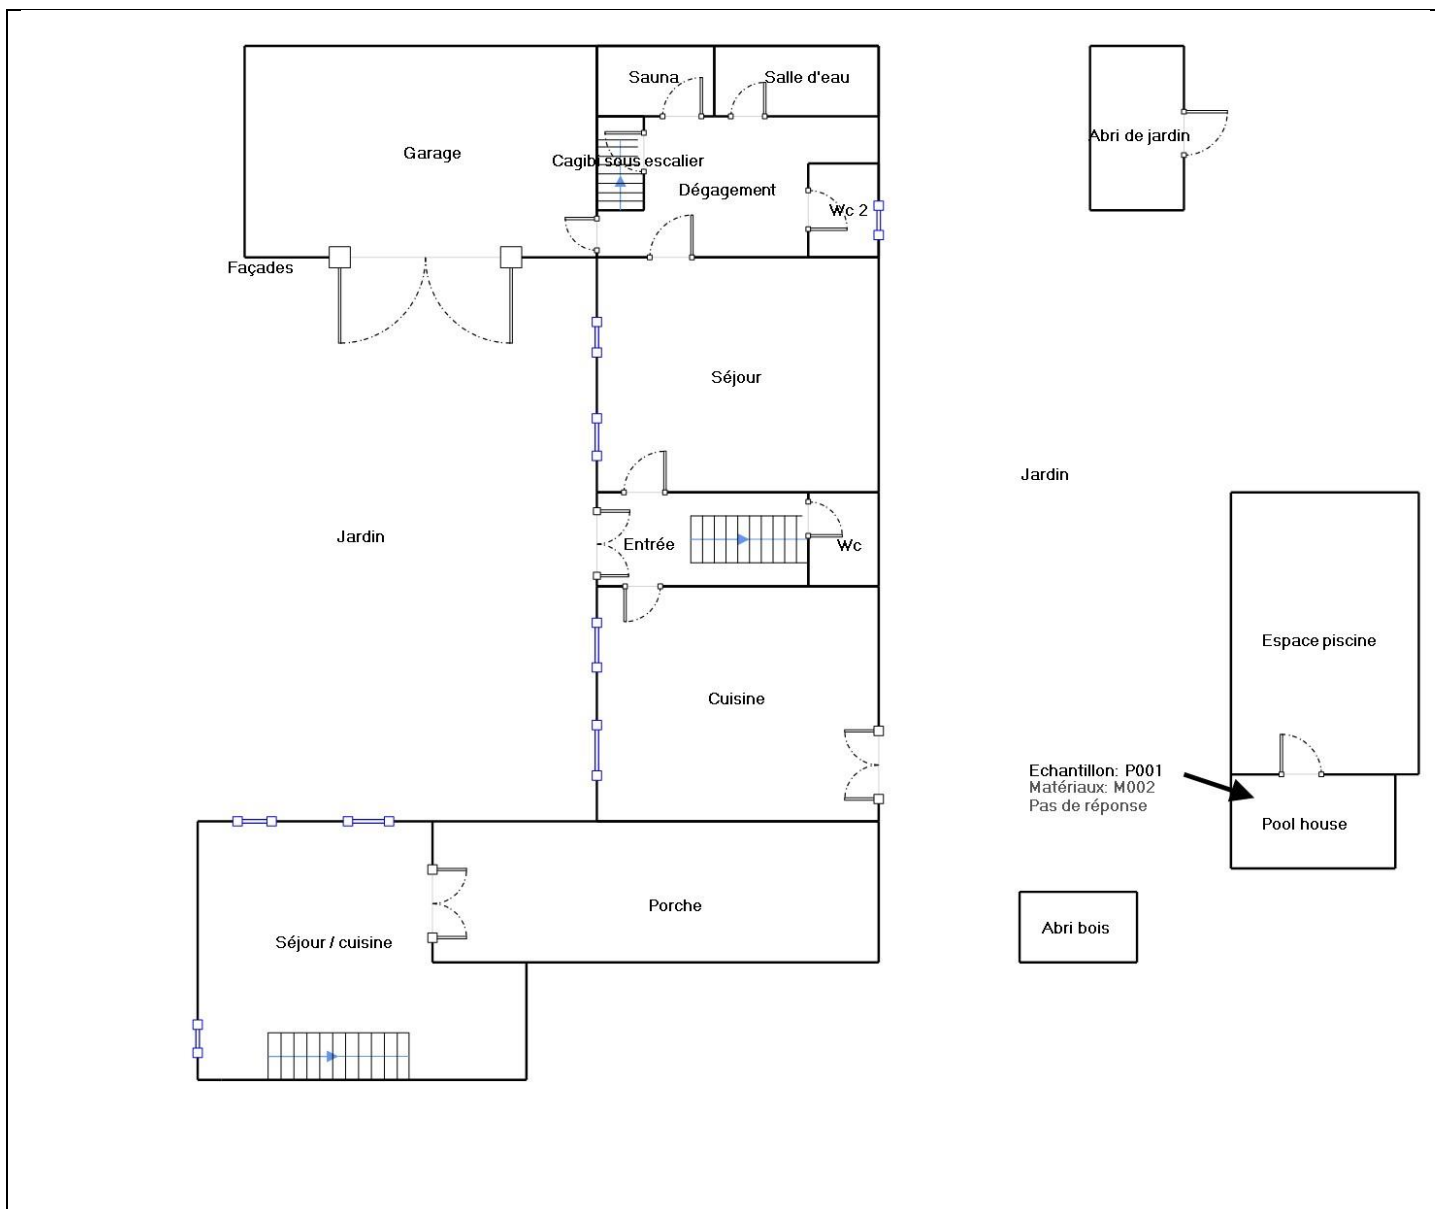 Sauna
Salle d'eau
Garage
Abri de jardin
Cagibi sous escalier
Dégagement
Wc 2
Façades
Séjour
Jardin
Jardin
Entrée
Wc
Espace piscine
Cuisine
Echantillon: P001
Matériaux: M002
Pas de réponse
Pool house
Porche
Abri bois
Séjour / cuisine